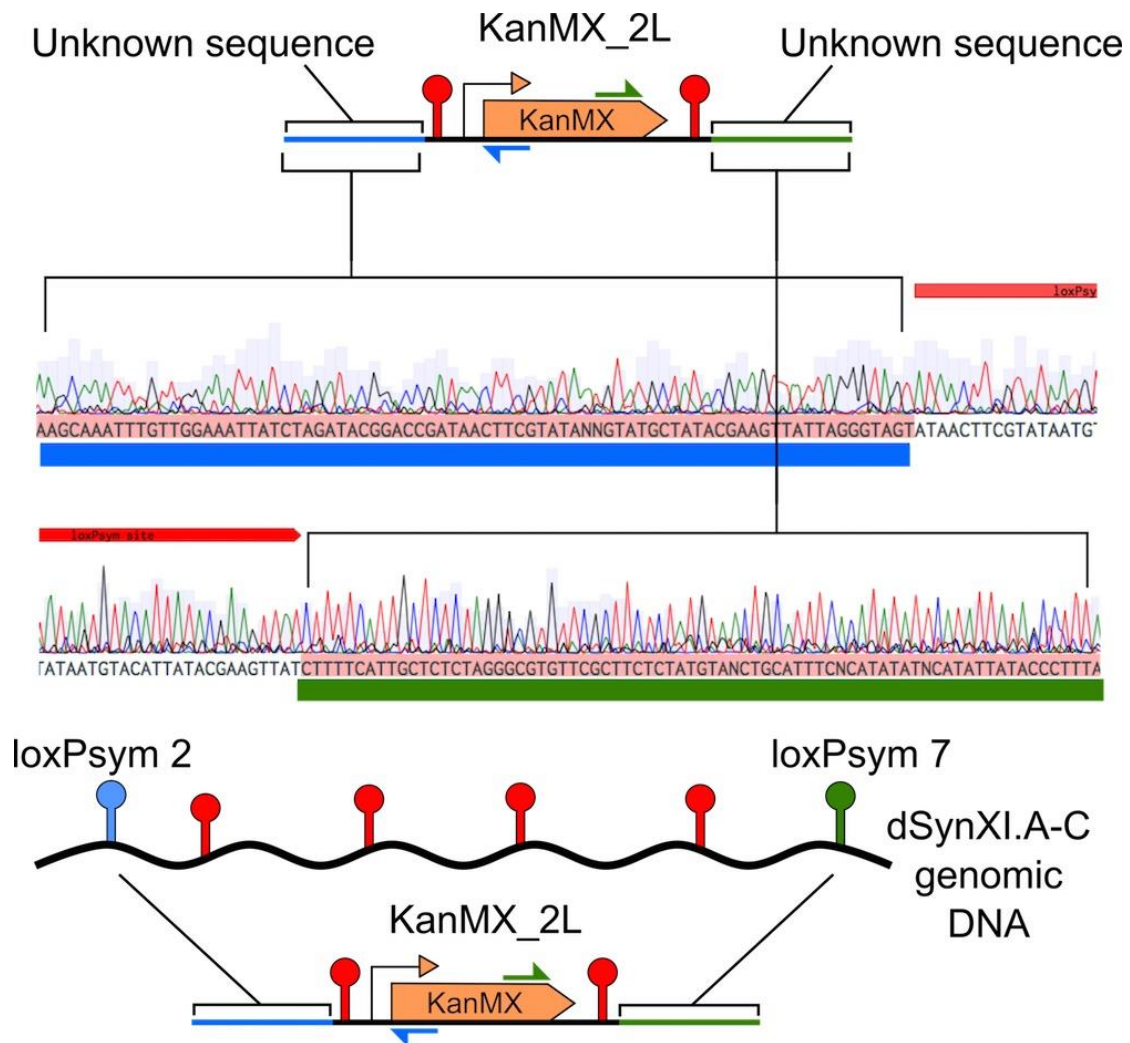 KanMX_2L
Unknown sequence
Unknown sequence
KanMX
loxPsy
AAGCAAATTTGTTGGAAATTATCTAGATACGGACCGATAACTTCGTATANNGTATGCTATACGAAGTTATTAGGGTAGTATAACTTCGTATAATG
loxPsym site
TATAATGTACATTATACGAAGTTATCTTTTCATTGCTCTCTAGGGCGTGTTCGCTTCTCTATGTANCTGCATTTCNCATATATNCATATTATACCCTTTA
loxPsym 2
loxPsym 7
dSynXI.A-C
genomic
DNA
KanMX_2L
KanMX